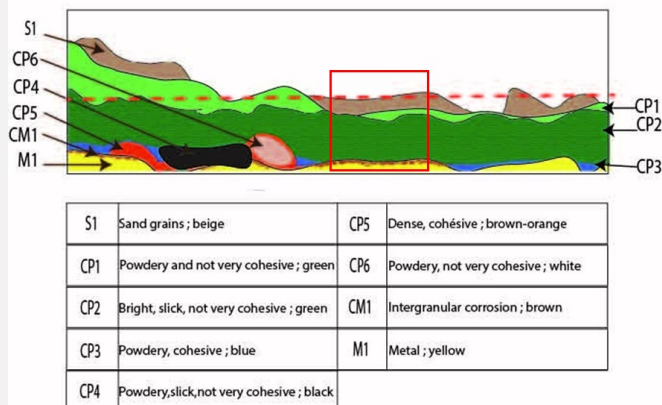 S1
CP6
CP4
CP5
CM1
M1
CP1
CP2
CP3
S1 Sand grains ; beige CP5 Dense, cohésive ; brown-orange
CP1 Powdery and not very cohesive ; green CP6 Powdery, not very cohesive ; white
CP2 Bright, slick, not very cohesive ; green CM1 Intergranular corrosion ; brown
CP3 Powdery, cohesive ; blue M1 Metal ; yellow
CP4 Powdery,slick,not very cohesive ; black